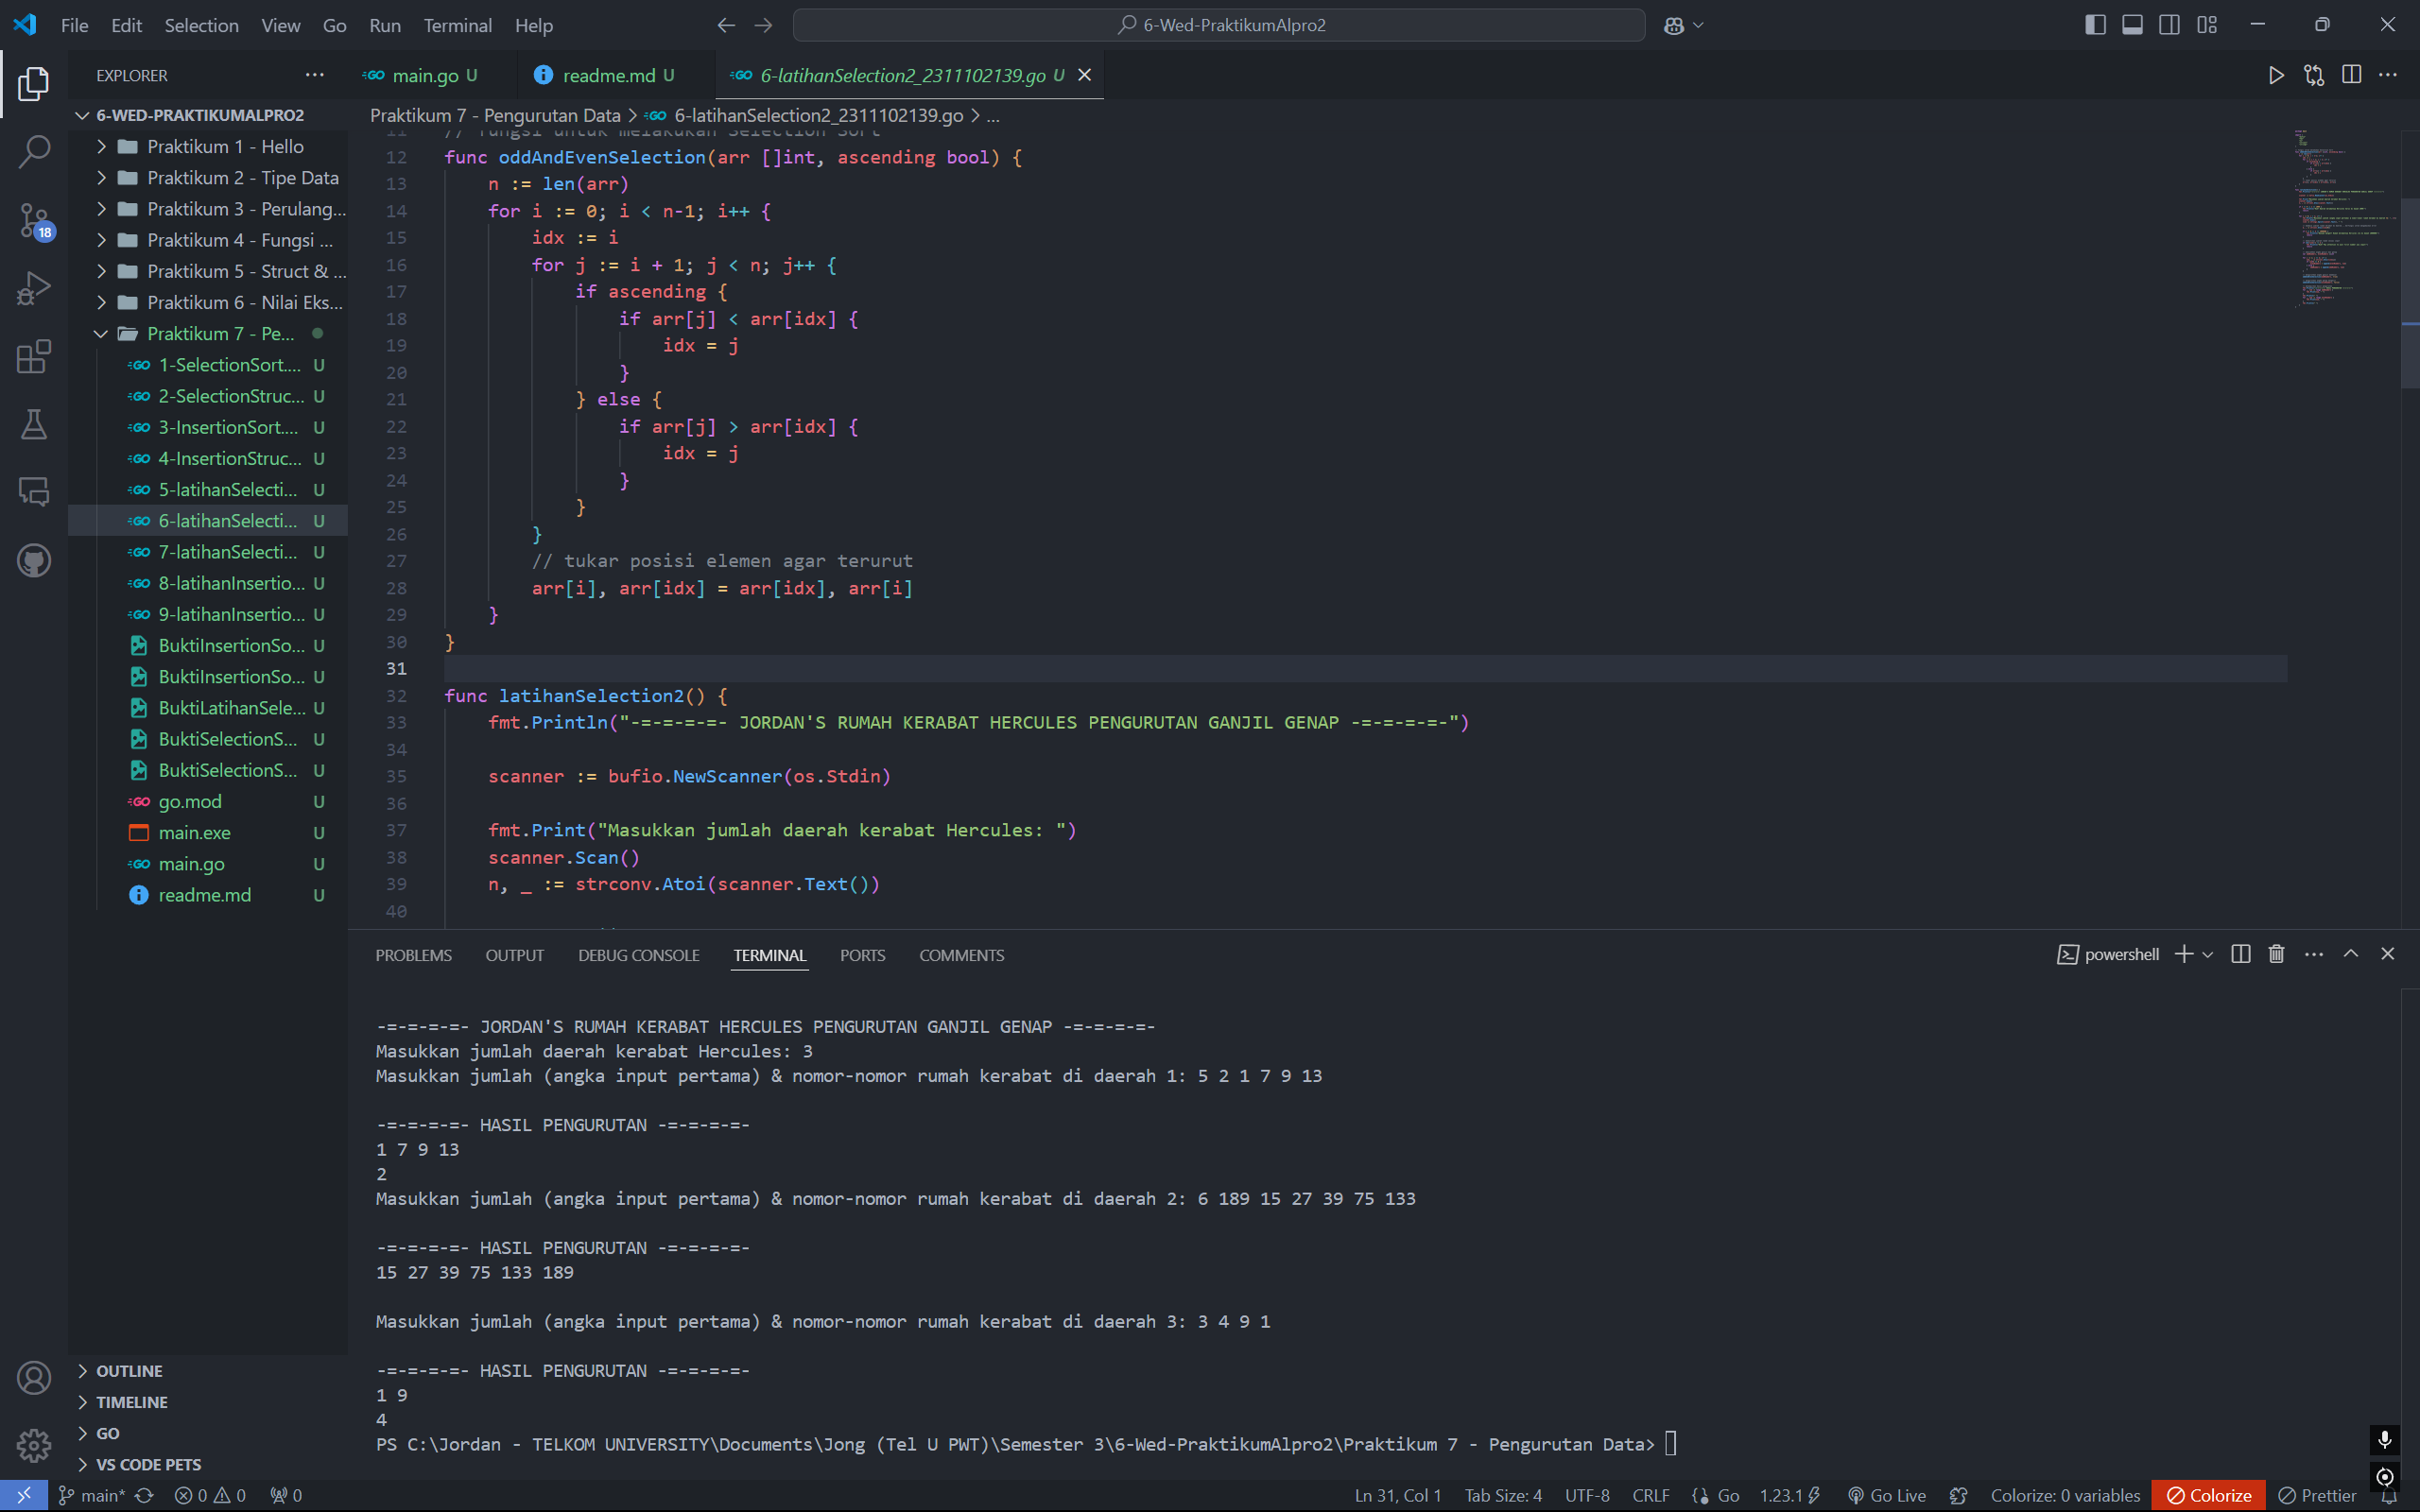 File Edit Selection View Go Run Terminal Help
6-Wed-PraktikumAlpro2
EXPLORER
6-WED-PRAKTIKUMALPRO2
Praktikum 1 - Hello
Praktikum 2 - Tipe Data
Praktikum 3 - Perulang...
Praktikum 4 - Fungsi ...
Praktikum 5 - Struct & ...
Praktikum 6 - Nilai Eks...
Praktikum 7 - Pe...
GO 1-SelectionSort.... U
GO 2-SelectionStruc... U
GO 3-InsertionSort.... U
GO 4-InsertionStruc... U
GO 5-latihanSelecti... U
GO 6-latihanSelecti... U
GO 7-latihanSelecti... U
GO 8-latihanInsertio... U
GO 9-latihanInsertio... U
BuktiInsertionSo... U
BuktiInsertionSo... U
BuktiLatihanSele... U
BuktiSelectionS... U
BuktiSelectionS... U
GO go.mod U
main.exe U
GO main.go U
readme.md U
OUTLINE
TIMELINE
GO
VS CODE PETS
18
GO main.go U
readme.md U
GO 6-latihanSelection2_2311102139.go U
Praktikum 7 - Pengurutan Data > GO 6-latihanSelection2_2311102139.go > ...
11 // fungsi untuk melakukan Selection Sort
12 func oddAndEvenSelection(arr []int, ascending bool) {
13 n := len(arr)
14 for i := 0; i < n-1; i++ {
15 idx := i
16 for j := i + 1; j < n; j++ {
17 if ascending {
18 if arr[j] < arr[idx] {
19 idx = j
20 }
21 } else {
22 if arr[j] > arr[idx] {
23 idx = j
24 }
25 }
26 }
27 // tukar posisi elemen agar terurut
28 arr[i], arr[idx] = arr[idx], arr[i]
29 }
30 }
31
32 func latihanSelection2() {
33 fmt.Println("-=-=-=-=- JORDAN'S RUMAH KERABAT HERCULES PENGURUTAN GANJIL GENAP -=-=-=-=-")
34
35 scanner := bufio.NewScanner(os.Stdin)
36
37 fmt.Print("Masukkan jumlah daerah kerabat Hercules: ")
38 scanner.Scan()
39 n, _ := strconv.Atoi(scanner.Text())
40
PROBLEMS OUTPUT DEBUG CONSOLE TERMINAL PORTS COMMENTS
powershell
-=-=-=-=- JORDAN'S RUMAH KERABAT HERCULES PENGURUTAN GANJIL GENAP -=-=-=-=-
Masukkan jumlah daerah kerabat Hercules: 3
Masukkan jumlah (angka input pertama) & nomor-nomor rumah kerabat di daerah 1: 5 2 1 7 9 13
-=-=-=-=- HASIL PENGURUTAN -=-=-=-=-
1 7 9 13
2
Masukkan jumlah (angka input pertama) & nomor-nomor rumah kerabat di daerah 2: 6 189 15 27 39 75 133
-=-=-=-=- HASIL PENGURUTAN -=-=-=-=-
15 27 39 75 133 189
Masukkan jumlah (angka input pertama) & nomor-nomor rumah kerabat di daerah 3: 3 4 9 1
-=-=-=-=- HASIL PENGURUTAN -=-=-=-=-
1 9
4
PS C:\Jordan - TELKOM UNIVERSITY\Documents\Jong (Tel U PWT)\Semester 3\6-Wed-PraktikumAlpro2\Praktikum 7 - Pengurutan Data>
main* 0 0 0 Ln 31, Col 1 Tab Size: 4 UTF-8 CRLF Go 1.23.1 Go Live Colorize: 0 variables Colorize Prettier